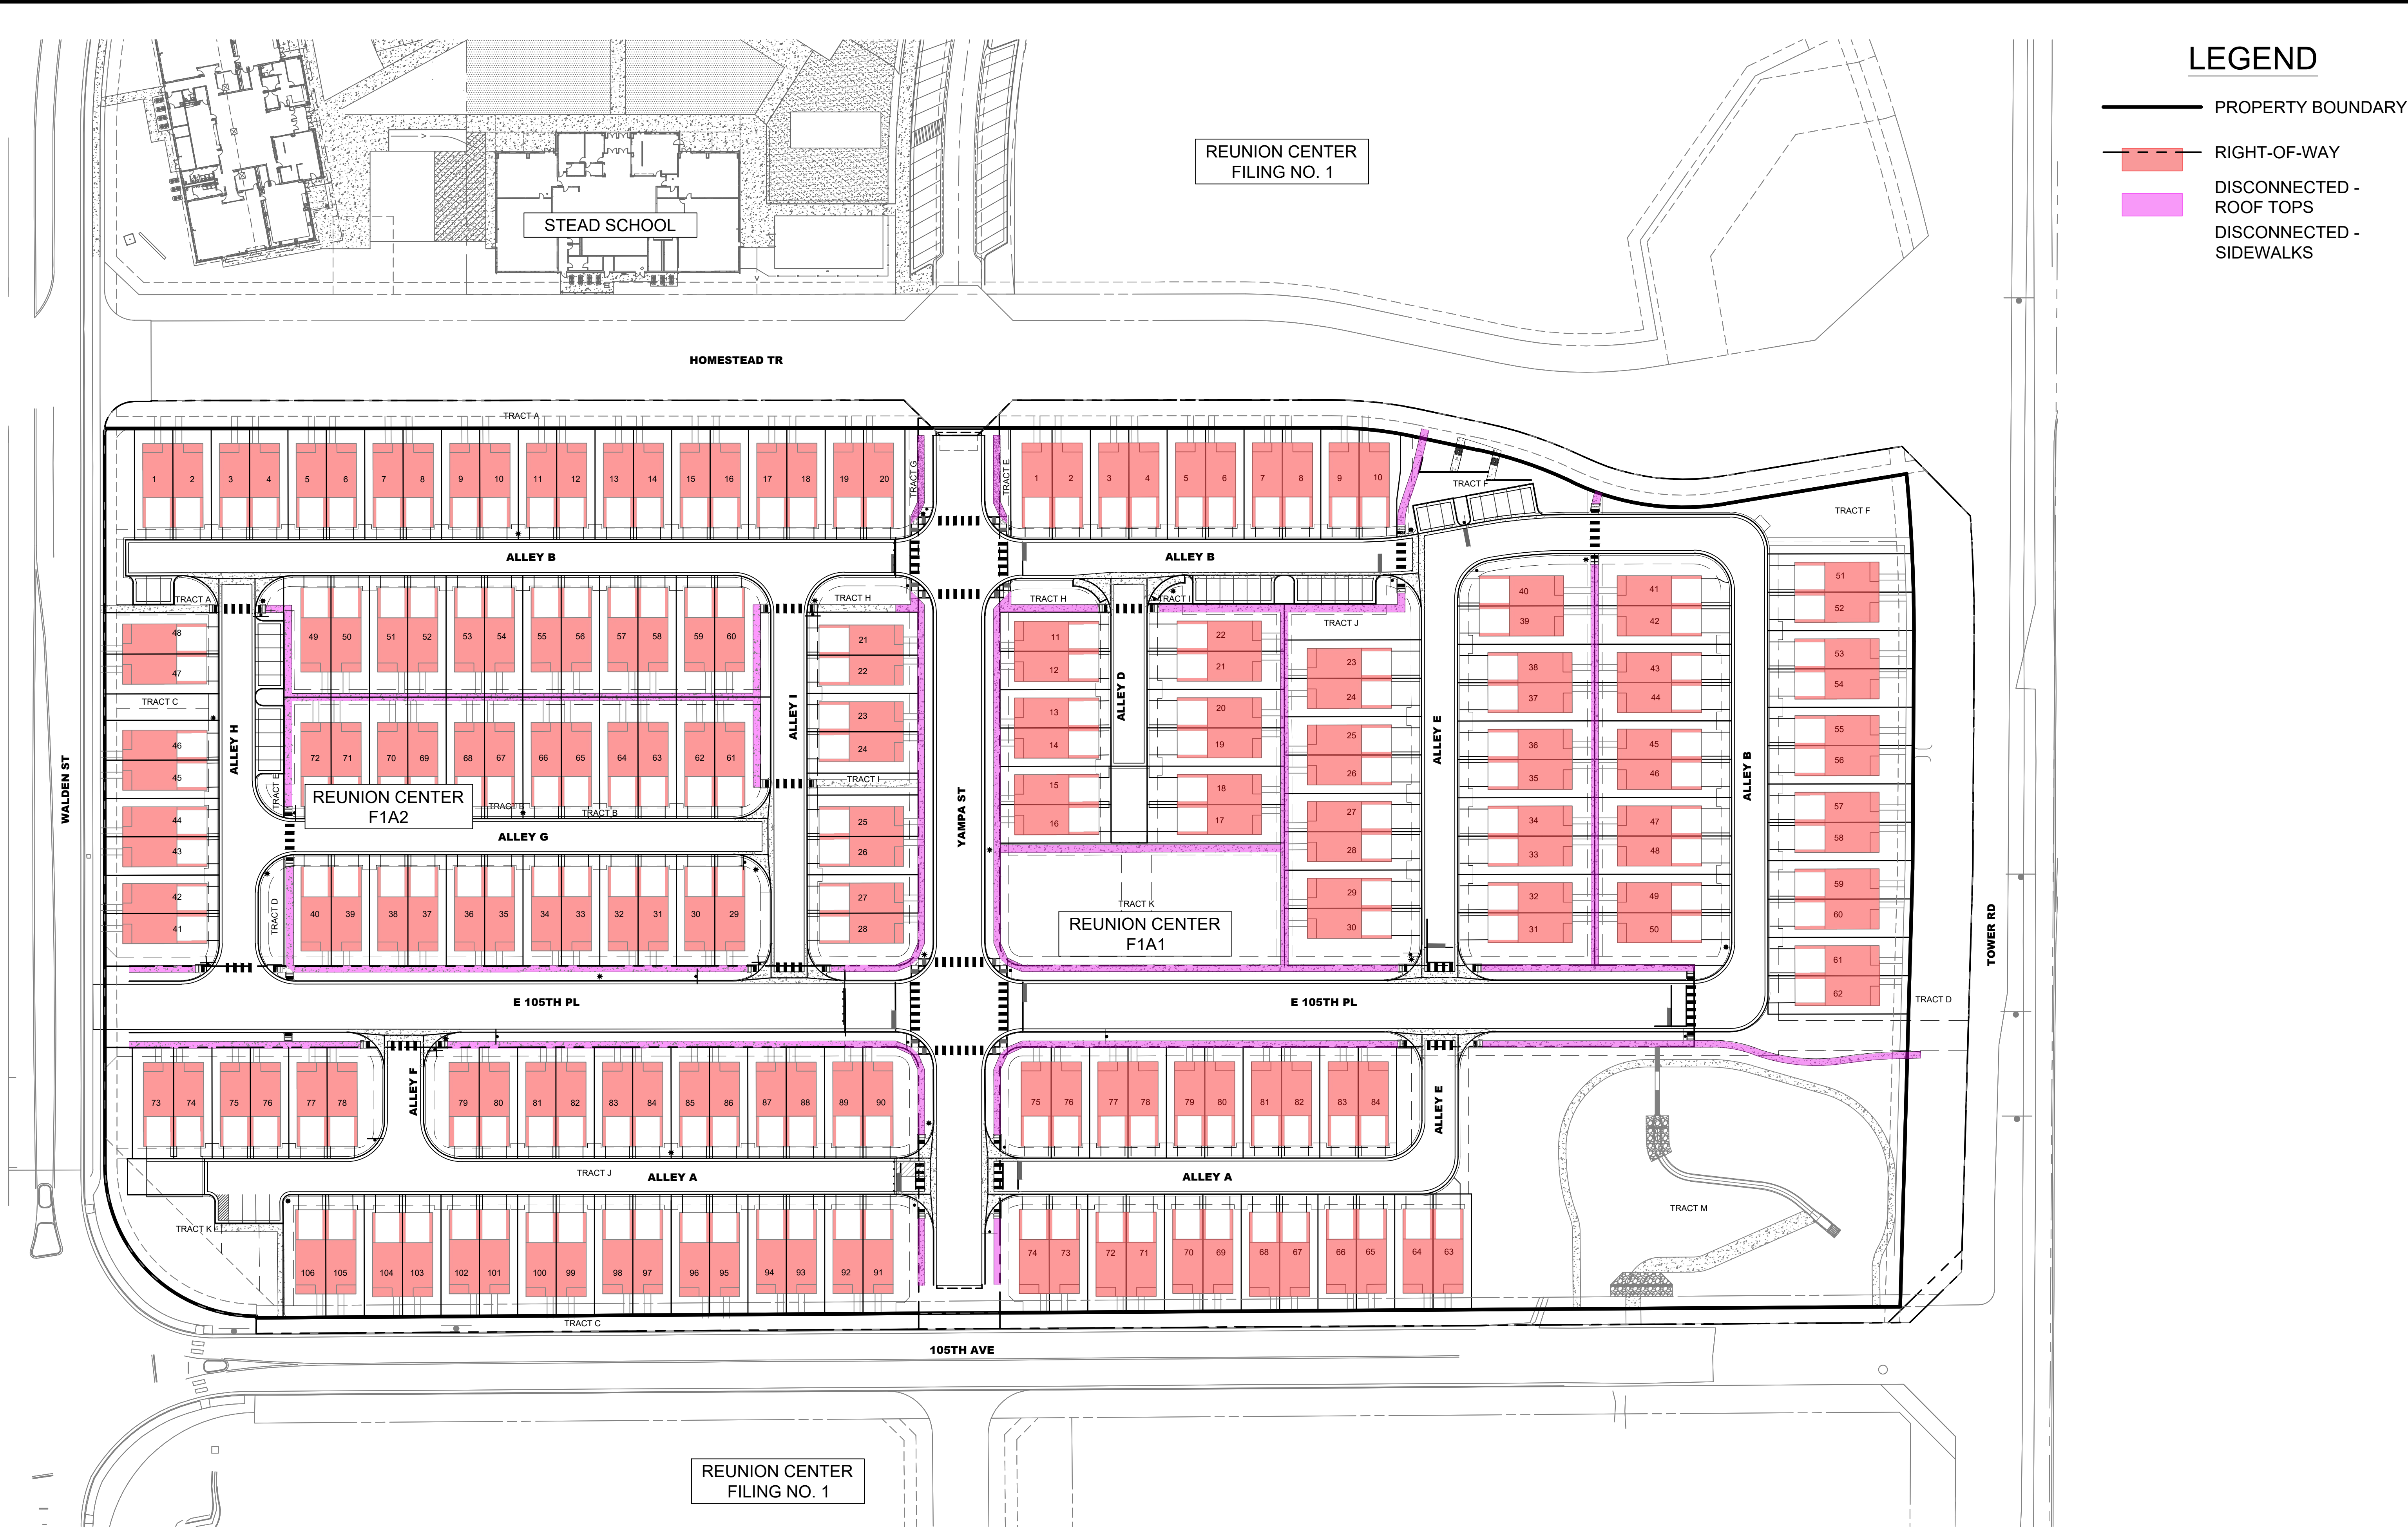 LEGEND
PROPERTY BOUNDARY
RIGHT-OF-WAY
DISCONNECTED -
ROOF TOPS
DISCONNECTED -
SIDEWALKS
REUNION CENTER
FILING NO. 1
STEAD SCHOOL
HOMESTEAD TR
TRACT A
1 2 3 4 5 6 7 8 9 10 11 12 13 14 15 16 17 18 19 20
TRACT G
TRACT E
1 2 3 4 5 6 7 8 9 10
TRACT F
TRACT F
ALLEY B
ALLEY B
TRACT A
TRACT H
TRACT H
TRACT I
TRACT J
48
47
TRACT C
46
45
44
43
42
41
WALDEN ST
ALLEY H
49 50 51 52 53 54 55 56 57 58 59 60
72 71 70 69 68 67 66 65 64 63 62 61
TRACT E
REUNION CENTER
F1A2
TRACT B
TRACT B
ALLEY G
TRACT D
40 39 38 37 36 35 34 33 32 31 30 29
ALLEY I
21
22
23
24
TRACT I
25
26
27
28
YAMPA ST
11
12
13
14
15
16
ALLEY D
22
21
20
19
18
17
TRACT K
REUNION CENTER
F1A1
23
24
25
26
27
28
29
30
ALLEY E
40
39
38
37
36
35
34
33
32
31
41
42
43
44
45
46
47
48
49
50
ALLEY B
51
52
53
54
55
56
57
58
59
60
61
62
TRACT D
TOWER RD
E 105TH PL
E 105TH PL
73 74 75 76 77 78
ALLEY F
79 80 81 82 83 84 85 86 87 88 89 90
75 76 77 78 79 80 81 82 83 84
ALLEY E
TRACT J
ALLEY A
ALLEY A
TRACT K
TRACT M
106 105 104 103 102 101 100 99 98 97 96 95 94 93 92 91
74 73 72 71 70 69 68 67 66 65 64 63
TRACT C
105TH AVE
REUNION CENTER
FILING NO. 1